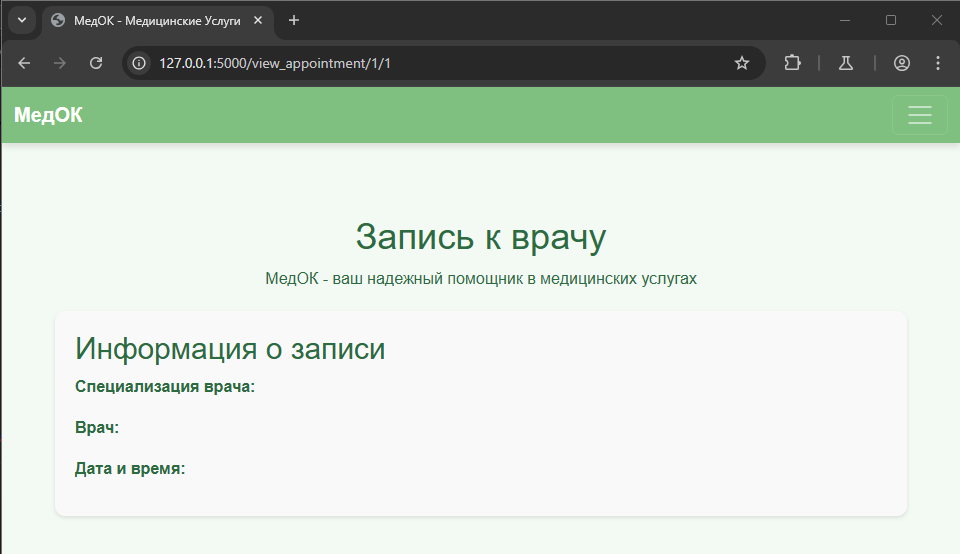 МедОК - Медицинские Услуги
127.0.0.1:5000/view_appointment/1/1
МедОК
Запись к врачу
МедОК - ваш надежный помощник в медицинских услугах
Информация о записи
Специализация врача:
Врач:
Дата и время: